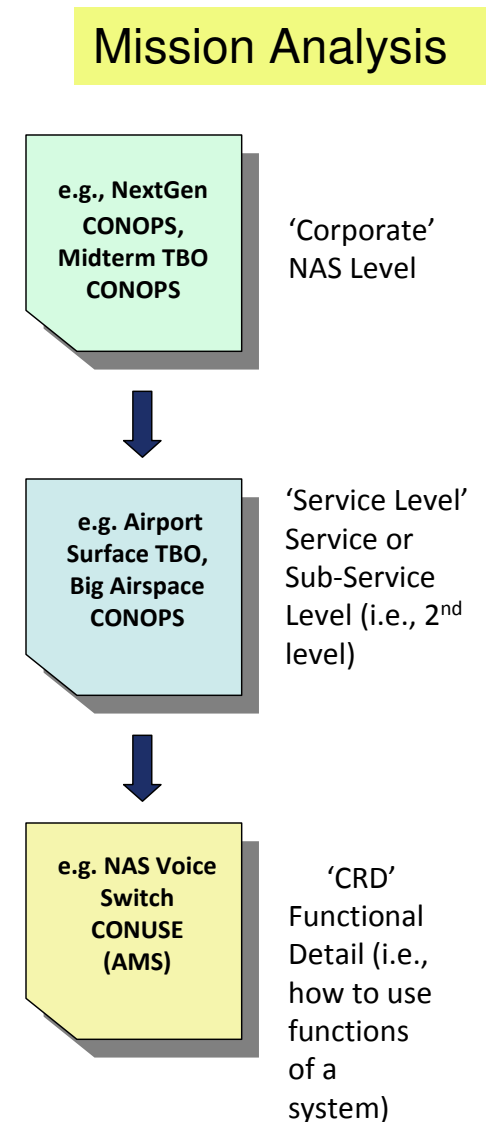 Mission Analysis
e.g., NextGen
CONOPS,
Midterm TBO
CONOPS
‘Corporate’
NAS Level
e.g. Airport
Surface TBO,
Big Airspace
CONOPS
‘Service Level’
Service or
Sub-Service
Level (i.e., 2nd
level)
e.g. NAS Voice
Switch
CONUSE
(AMS)
‘CRD’
Functional
Detail (i.e.,
how to use
functions
of a
system)